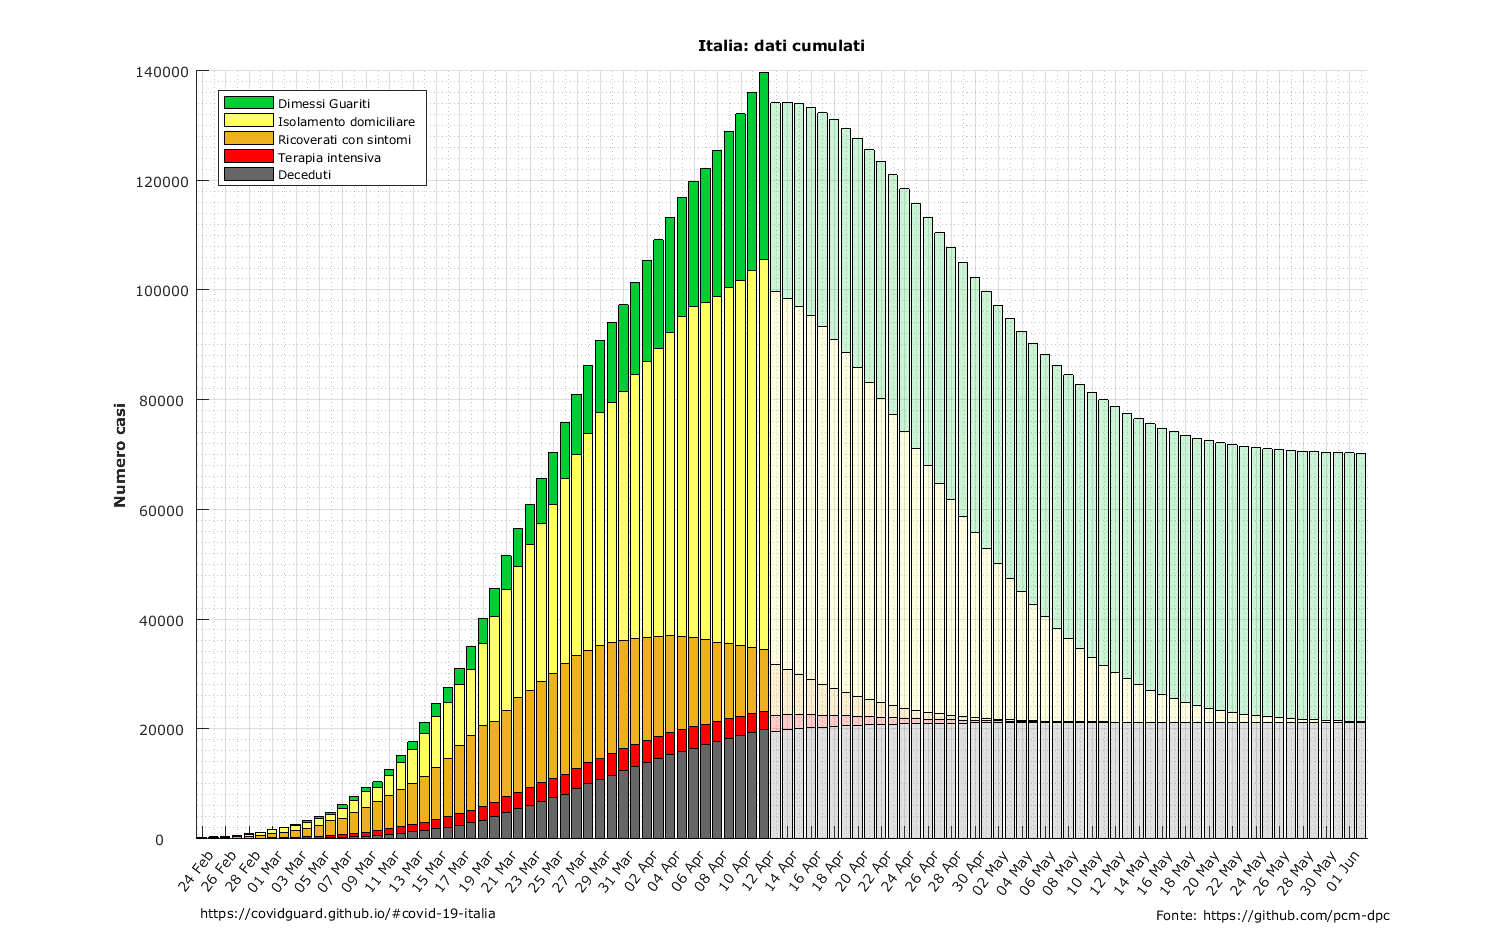 Italia: dati cumulati
140000
120000
100000
80000
60000
40000
20000
0
Numero casi
Dimessi Guariti
Isolamento domiciliare
Ricoverati con sintomi
Terapia intensiva
Deceduti
24 Feb
26 Feb
28 Feb
01 Mar
03 Mar
05 Mar
07 Mar
09 Mar
11 Mar
13 Mar
15 Mar
17 Mar
19 Mar
21 Mar
23 Mar
25 Mar
27 Mar
29 Mar
31 Mar
02 Apr
04 Apr
06 Apr
08 Apr
10 Apr
12 Apr
14 Apr
16 Apr
18 Apr
20 Apr
22 Apr
24 Apr
26 Apr
28 Apr
30 Apr
02 May
04 May
06 May
08 May
10 May
12 May
14 May
16 May
18 May
20 May
22 May
24 May
26 May
28 May
30 May
01 Jun
https://covidguard.github.io/#covid-19-italia
Fonte: https://github.com/pcm-dpc